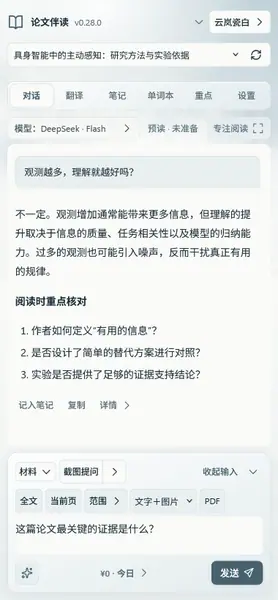 论文伴读 v0.28.0 云岚瓷白
具身智能中的主动感知：研究方法与实验依据
对话 翻译 笔记 单词本 重点 设置
模型：DeepSeek · Flash 预读 · 未准备 专注阅读
观测越多，理解就越好吗？
不一定。观测增加通常能带来更多信息，但理解的提
升取决于信息的质量、任务相关性以及模型的归纳能
力。过多的观测也可能引入噪声，反而干扰真正有用
的规律。
阅读时重点核对
1. 作者如何定义“有用的信息”？
2. 是否设计了简单的替代方案进行对照？
3. 实验是否提供了足够的证据支持结论？
记入笔记 复制 详情
材料 截图提问 收起输入
全文 当前页 范围 文字＋图片 PDF
这篇论文最关键的证据是什么？
¥0 · 今日 发送